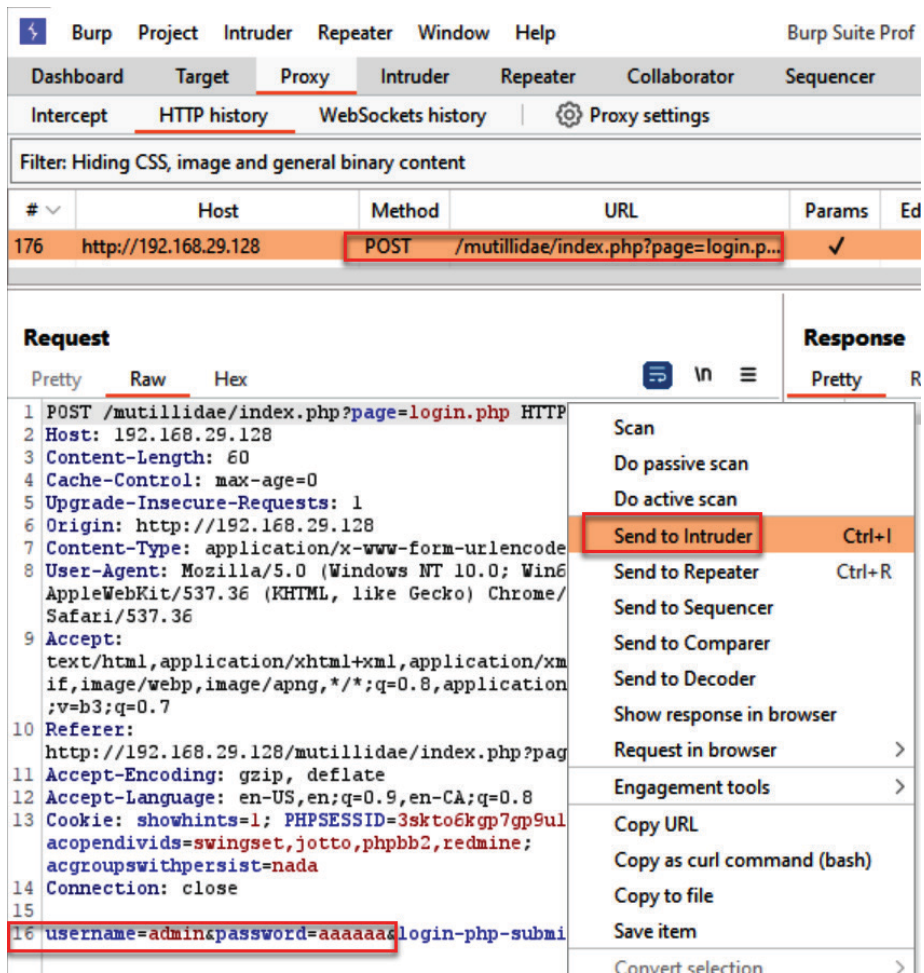 Burp Project Intruder Repeater Window Help Burp Suite Prof
Dashboard Target Proxy Intruder Repeater Collaborator Sequencer
Intercept HTTP history WebSockets history Proxy settings
Filter: Hiding CSS, image and general binary content
# Host Method URL Params Ed
176 http://192.168.29.128 POST /mutillidae/index.php?page=login.p... ✓
Request
Response
Pretty Raw Hex \n
Pretty R
1 POST /mutillidae/index.php?page=login.php HTTP
2 Host: 192.168.29.128
3 Content-Length: 60
4 Cache-Control: max-age=0
5 Upgrade-Insecure-Requests: 1
6 Origin: http://192.168.29.128
7 Content-Type: application/x-www-form-urlencode
8 User-Agent: Mozilla/5.0 (Windows NT 10.0; Win6
AppleWebKit/537.36 (KHTML, like Gecko) Chrome/
Safari/537.36
9 Accept:
text/html,application/xhtml+xml,application/xm
if,image/webp,image/apng,*/*;q=0.8,application
;v=b3;q=0.7
10 Referer:
http://192.168.29.128/mutillidae/index.php?pag
11 Accept-Encoding: gzip, deflate
12 Accept-Language: en-US,en;q=0.9,en-CA;q=0.8
13 Cookie: showhints=1; PHPSESSID=3skto6kgp7gp9ul
acopendivids=swingset,jotto,phpbb2,redmine;
acgroupswithpersist=nada
14 Connection: close
15
16 username=admin&password=aaaaaa&login-php-submi
Scan
Do passive scan
Do active scan
Send to Intruder Ctrl+I
Send to Repeater Ctrl+R
Send to Sequencer
Send to Comparer
Send to Decoder
Show response in browser
Request in browser >
Engagement tools >
Copy URL
Copy as curl command (bash)
Copy to file
Save item
Convert selection >